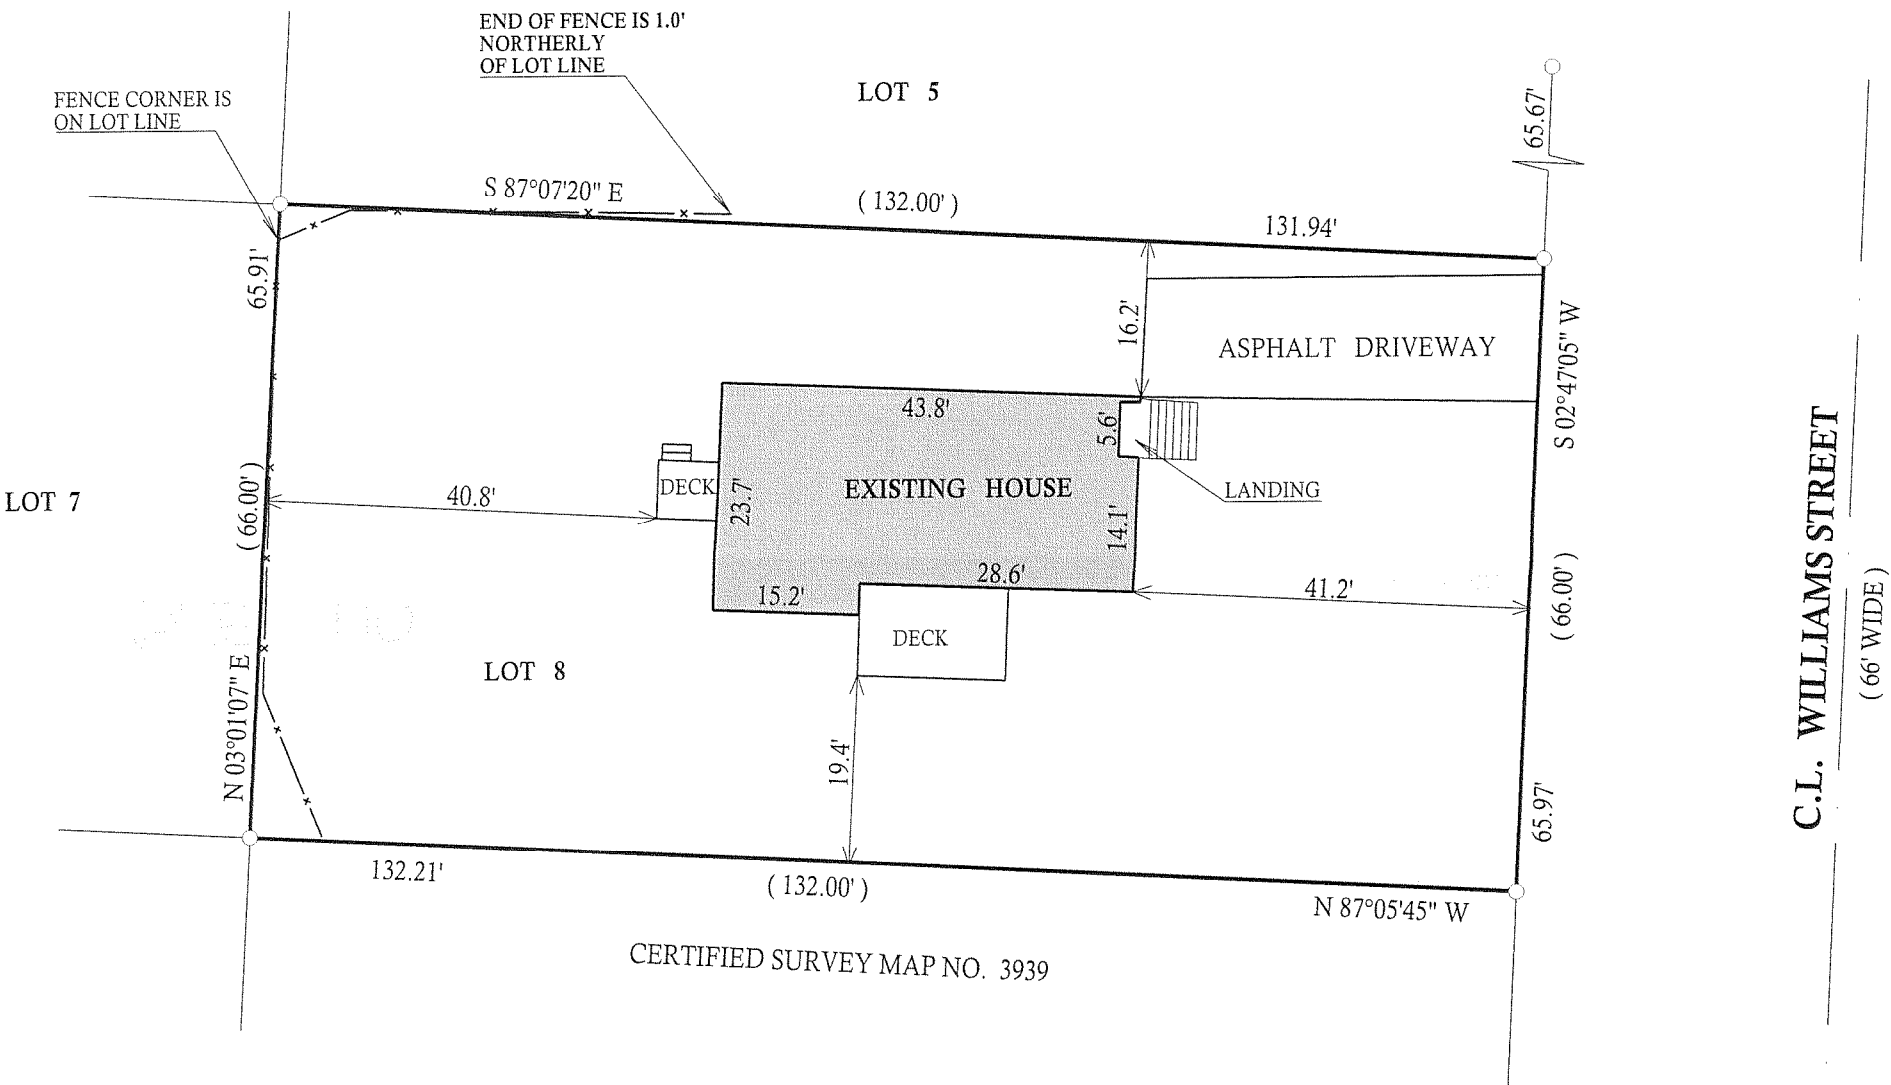 END OF FENCE IS 1.0'
NORTHERLY
OF LOT LINE
LOT 5
FENCE CORNER IS
ON LOT LINE
65.67'
S 87°07'20" E
( 132.00' )
131.94'
65.91'
16.2'
ASPHALT DRIVEWAY
S 02°47'05" W
43.8'
5.6'
LOT 7
( 66.00' )
40.8'
DECK
23.7'
EXISTING HOUSE
LANDING
14.1'
28.6'
15.2'
41.2'
( 66.00' )
C.L. WILLIAMS STREET
( 66' WIDE )
DECK
LOT 8
N 03°01'07" E
19.4'
65.97'
132.21'
( 132.00' )
N 87°05'45" W
CERTIFIED SURVEY MAP NO. 3939